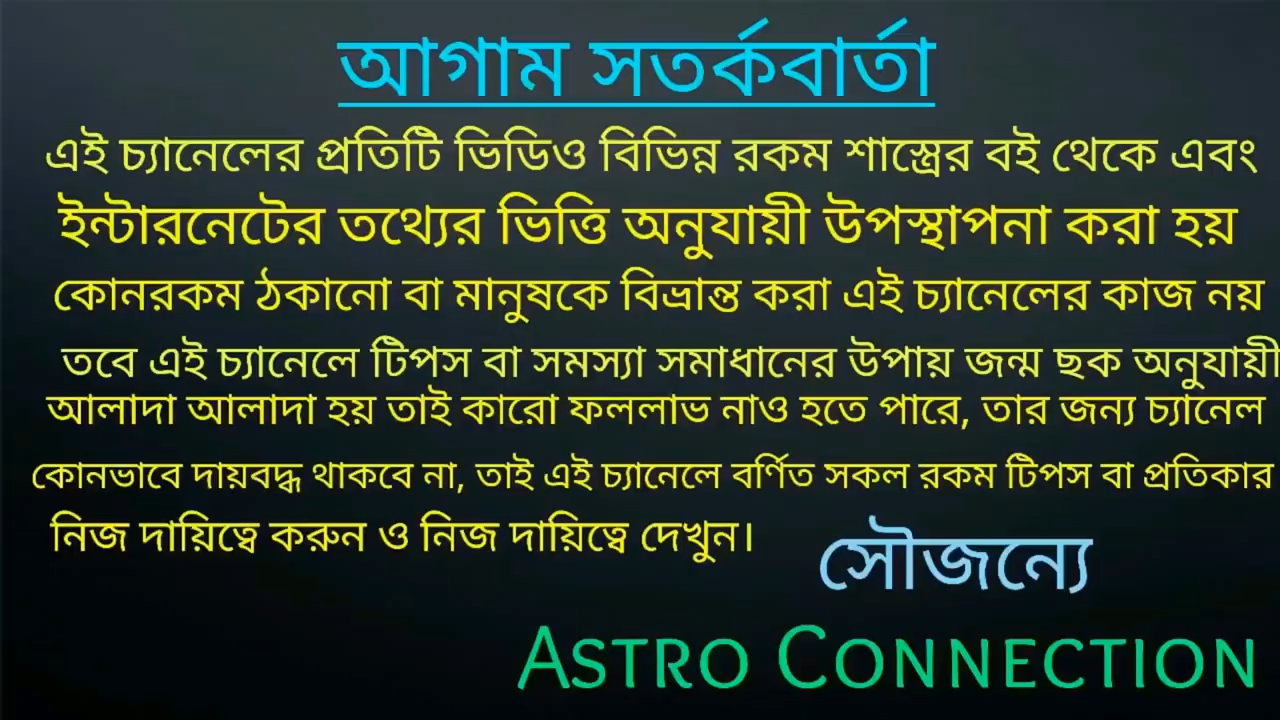 আগাম সতর্কবার্তা
এই চ্যানেলের প্রতিটি ভিডিও বিভিন্ন রকম শাস্ত্রের বই থেকে এবং
ইন্টারনেটের তথ্যের ভিত্তি অনুযায়ী উপস্থাপনা করা হয়
কোনরকম ঠকানো বা মানুষকে বিভ্রান্ত করা এই চ্যানেলের কাজ নয়
তবে এই চ্যানেলে টিপস বা সমস্যা সমাধানের উপায় জন্ম ছক অনুযায়ী
আলাদা আলাদা হয় তাই কারো ফললাভ নাও হতে পারে, তার জন্য চ্যানেল
কোনভাবে দায়বদ্ধ থাকবে না, তাই এই চ্যানেলে বর্ণিত সকল রকম টিপস বা প্রতিকার
নিজ দায়িত্বে করুন ও নিজ দায়িত্বে দেখুন।
সৌজন্যে
ASTRO CONNECTION